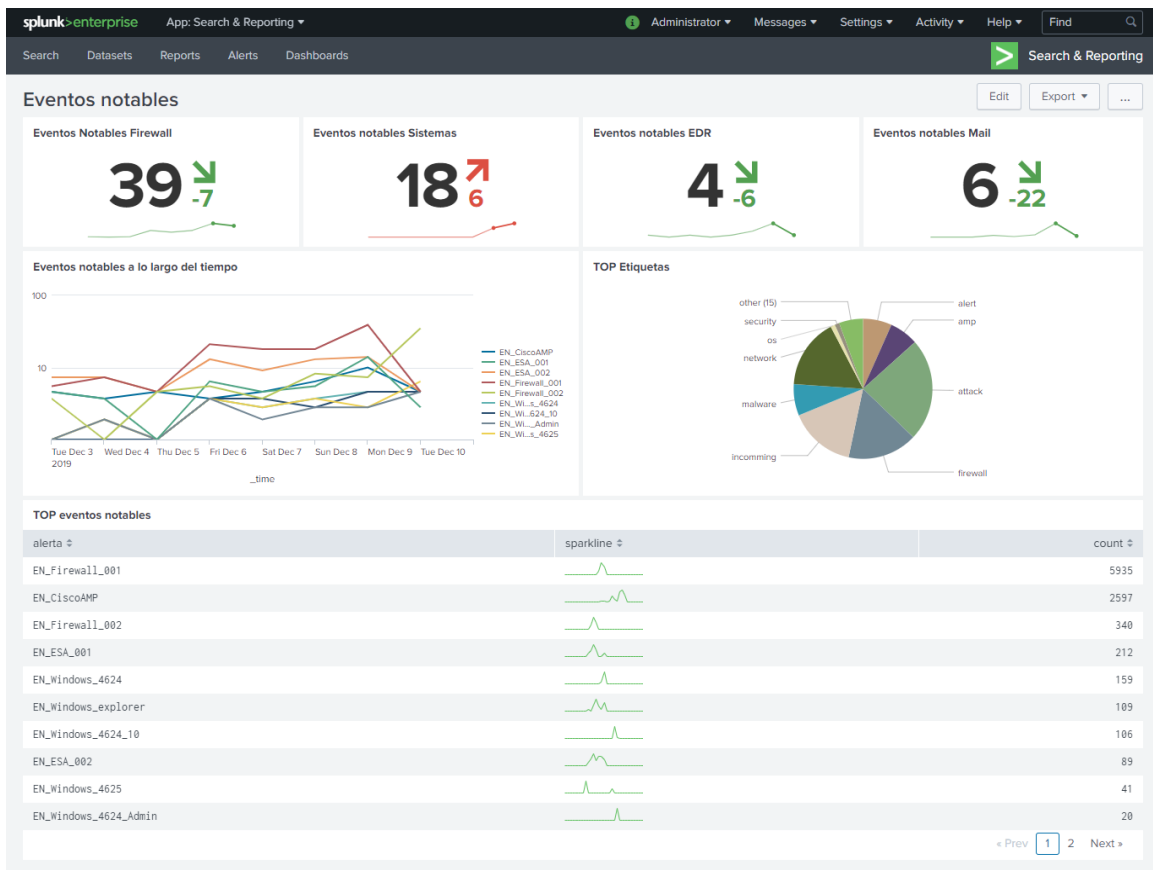 splunk>enterprise App: Search & Reporting ▾ i Administrator ▾ Messages ▾ Settings ▾ Activity ▾ Help ▾ Find
Search Datasets Reports Alerts Dashboards > Search & Reporting
Eventos notables Edit Export ▾ ...
Eventos Notables Firewall Eventos notables Sistemas Eventos notables EDR Eventos notables Mail
39 -7 18 6 4 -6 6 -22
Eventos notables a lo largo del tiempo
100
10
EN_CiscoAMP
EN_ESA_001
EN_ESA_002
EN_Firewall_001
EN_Firewall_002
EN_Wi...s_4624
EN_Wi...624_10
EN_Wi..._Admin
EN_Wi...s_4625
Tue Dec 3 Wed Dec 4 Thu Dec 5 Fri Dec 6 Sat Dec 7 Sun Dec 8 Mon Dec 9 Tue Dec 10
2019
_time
TOP Etiquetas
other (15)
security
os
network
malware
incomming
alert
amp
attack
firewall
TOP eventos notables
alerta sparkline count
EN_Firewall_001 5935
EN_CiscoAMP 2597
EN_Firewall_002 340
EN_ESA_001 212
EN_Windows_4624 159
EN_Windows_explorer 109
EN_Windows_4624_10 106
EN_ESA_002 89
EN_Windows_4625 41
EN_Windows_4624_Admin 20
« Prev 1 2 Next »